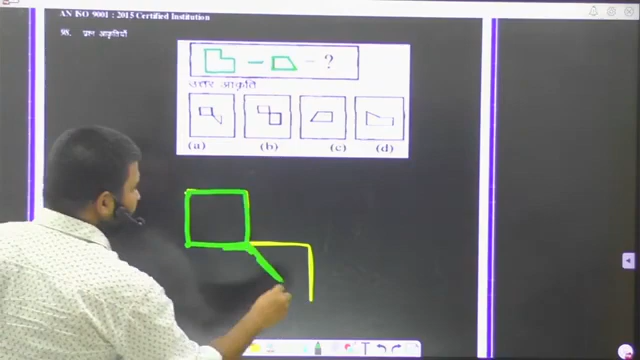 AN ISO 9001 : 2015 Certified Institution
98. प्रश्न आकृतियाँ
- - ?
उत्तर आकृति
(a) (b) (c) (d)
T